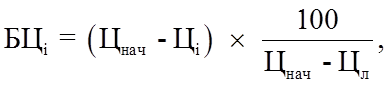 БЦi = (Цнач - Цi) × 100 / (Цнач - Цл),